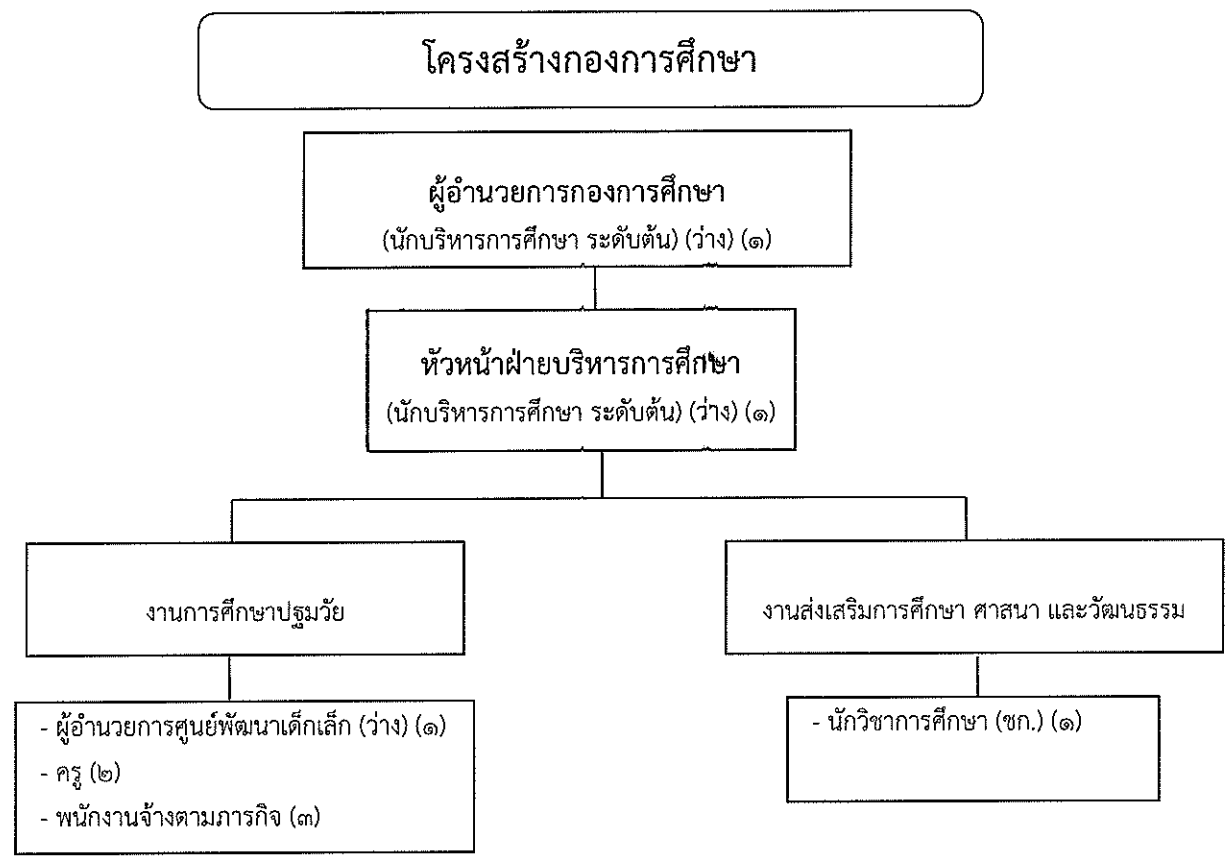 โครงสร้างกองการศึกษา
ผู้อำนวยการกองการศึกษา
(นักบริหารการศึกษา ระดับต้น) (ว่าง) (๑)
หัวหน้าฝ่ายบริหารการศึกษา
(นักบริหารการศึกษา ระดับต้น) (ว่าง) (๑)
งานการศึกษาปฐมวัย
งานส่งเสริมการศึกษา ศาสนา และวัฒนธรรม
- ผู้อำนวยการศูนย์พัฒนาเด็กเล็ก (ว่าง) (๑)
- ครู (๒)
- พนักงานจ้างตามภารกิจ (๓)
- นักวิชาการศึกษา (ชก.) (๑)